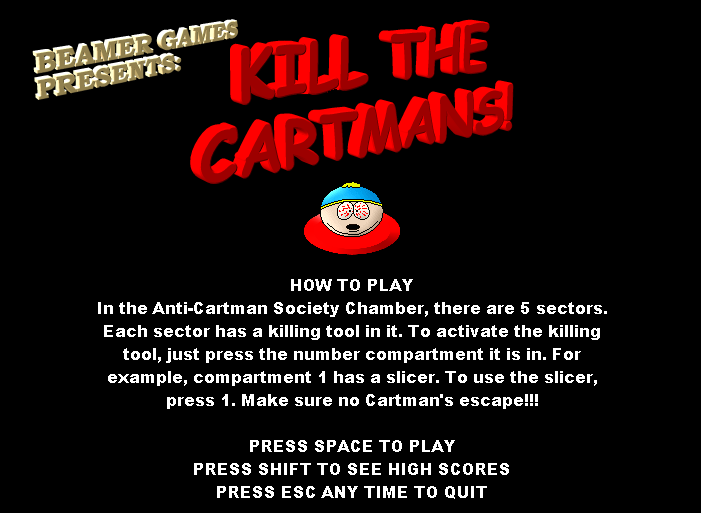 BEAMER GAMES
PRESENTS:
KILL THE
CARTMANS!
HOW TO PLAY
In the Anti-Cartman Society Chamber, there are 5 sectors.
Each sector has a killing tool in it. To activate the killing
tool, just press the number compartment it is in. For
example, compartment 1 has a slicer. To use the slicer,
press 1. Make sure no Cartman's escape!!!
PRESS SPACE TO PLAY
PRESS SHIFT TO SEE HIGH SCORES
PRESS ESC ANY TIME TO QUIT